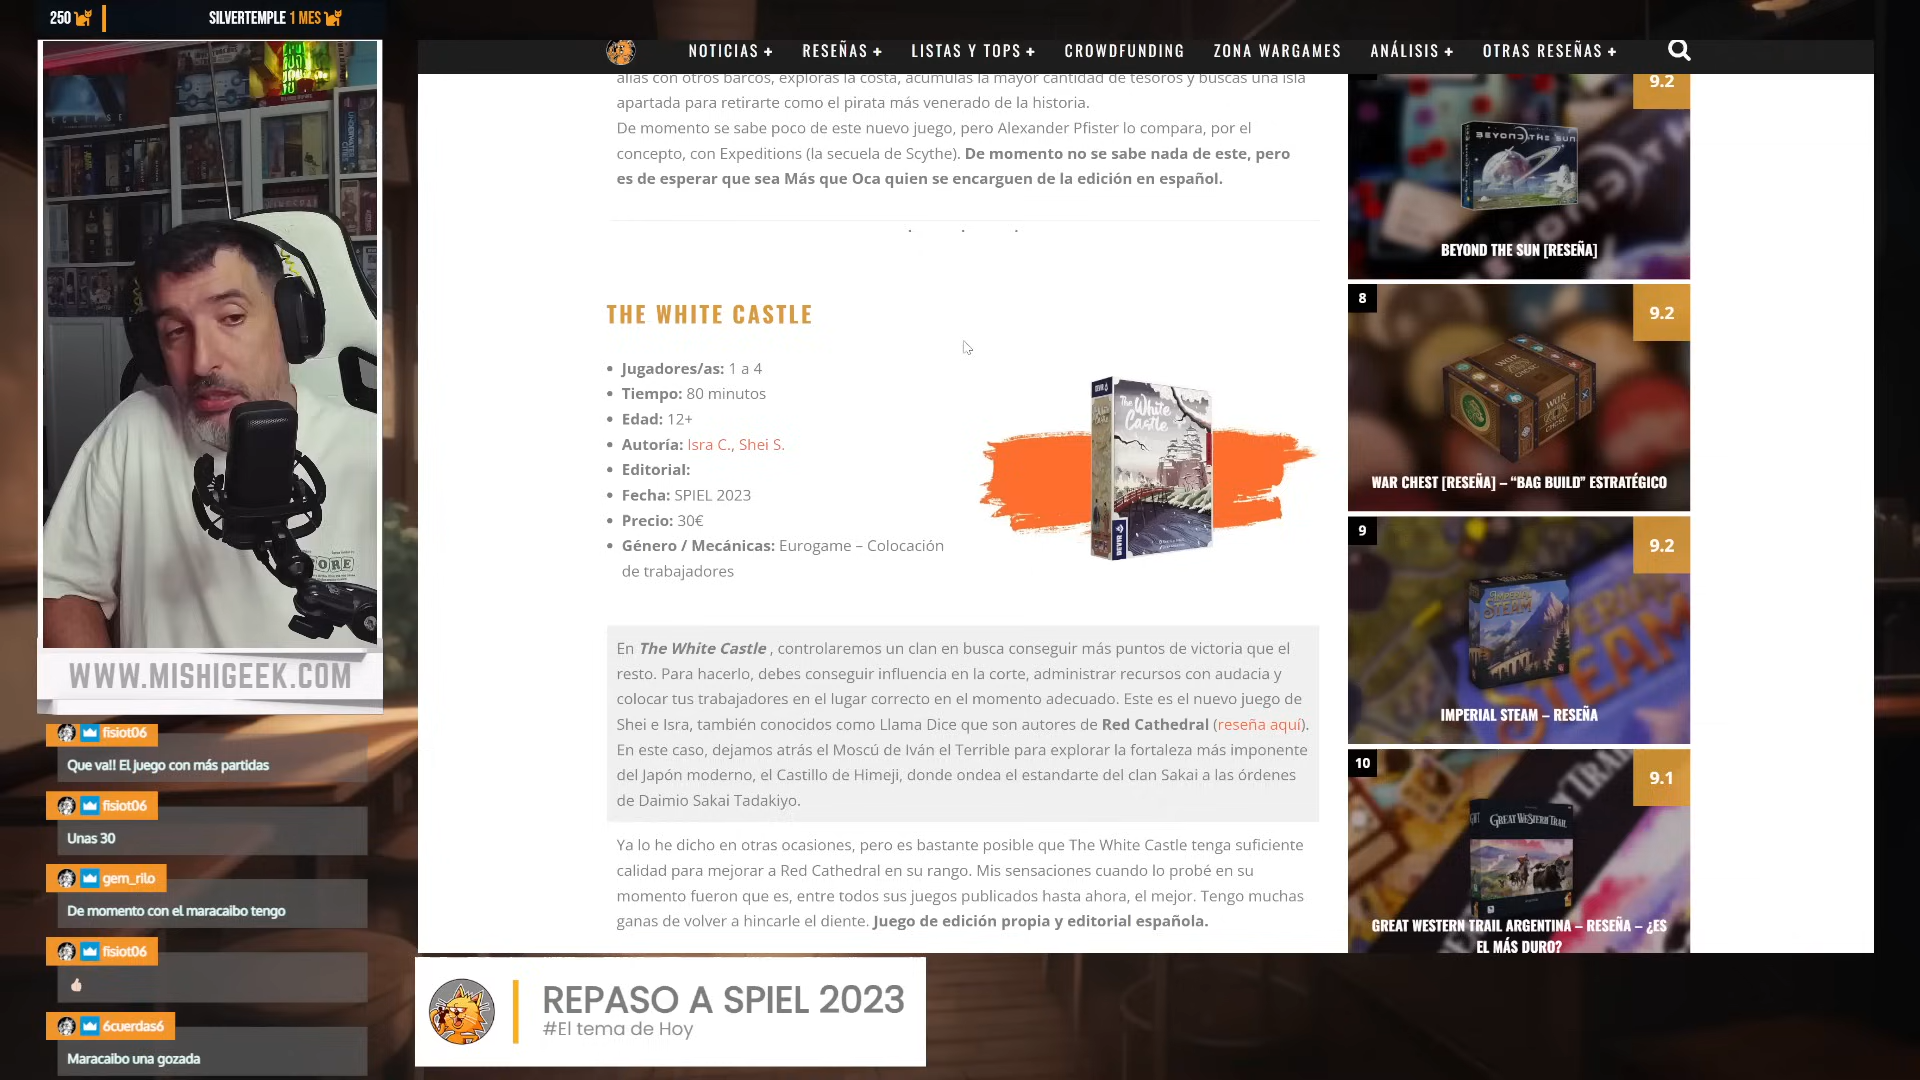 250
SILVERTEMPLE 1 MES
NOTICIAS +
RESEÑAS +
LISTAS Y TOPS +
CROWDFUNDING
ZONA WARGAMES
ANÁLISIS +
OTRAS RESEÑAS +
alías con otros barcos, exploras la costa, acumulas la mayor cantidad de tesoros y buscas una isla
apartada para retirarte como el pirata más venerado de la historia.
De momento se sabe poco de este nuevo juego, pero Alexander Pfister lo compara, por el
concepto, con Expeditions (la secuela de Scythe). De momento no se sabe nada de este, pero
es de esperar que sea Más que Oca quien se encarguen de la edición en español.
. . .
THE WHITE CASTLE
• Jugadores/as: 1 a 4
• Tiempo: 80 minutos
• Edad: 12+
• Autoría: Isra C., Shei S.
• Editorial:
• Fecha: SPIEL 2023
• Precio: 30€
• Género / Mecánicas: Eurogame – Colocación
de trabajadores
The White
Castle
DEVIR
En The White Castle , controlaremos un clan en busca conseguir más puntos de victoria que el
resto. Para hacerlo, debes conseguir influencia en la corte, administrar recursos con audacia y
colocar tus trabajadores en el lugar correcto en el momento adecuado. Este es el nuevo juego de
Shei e Isra, también conocidos como Llama Dice que son autores de Red Cathedral (reseña aquí).
En este caso, dejamos atrás el Moscú de Iván el Terrible para explorar la fortaleza más imponente
del Japón moderno, el Castillo de Himeji, donde ondea el estandarte del clan Sakai a las órdenes
de Daimio Sakai Tadakiyo.
Ya lo he dicho en otras ocasiones, pero es bastante posible que The White Castle tenga suficiente
calidad para mejorar a Red Cathedral en su rango. Mis sensaciones cuando lo probé en su
momento fueron que es, entre todos sus juegos publicados hasta ahora, el mejor. Tengo muchas
ganas de volver a hincarle el diente. Juego de edición propia y editorial española.
9.2
BEYOND THE SUN
BEYOND THE SUN [RESEÑA]
8
9.2
WAR CHEST
WAR CHEST [RESEÑA] – “BAG BUILD” ESTRATÉGICO
9
9.2
IMPERIAL STEAM
IMPERIAL STEAM – RESEÑA
10
9.1
GREAT WESTERN TRAIL
GREAT WESTERN TRAIL ARGENTINA – RESEÑA – ¿ES
EL MÁS DURO?
ORE
WWW.MISHIGEEK.COM
fisiot06
Que va!! El juego con más partidas
fisiot06
Unas 30
gem_rilo
De momento con el maracaibo tengo
fisiot06
👍🏻
6cuerdas6
Maracaibo una gozada
REPASO A SPIEL 2023
#El tema de Hoy